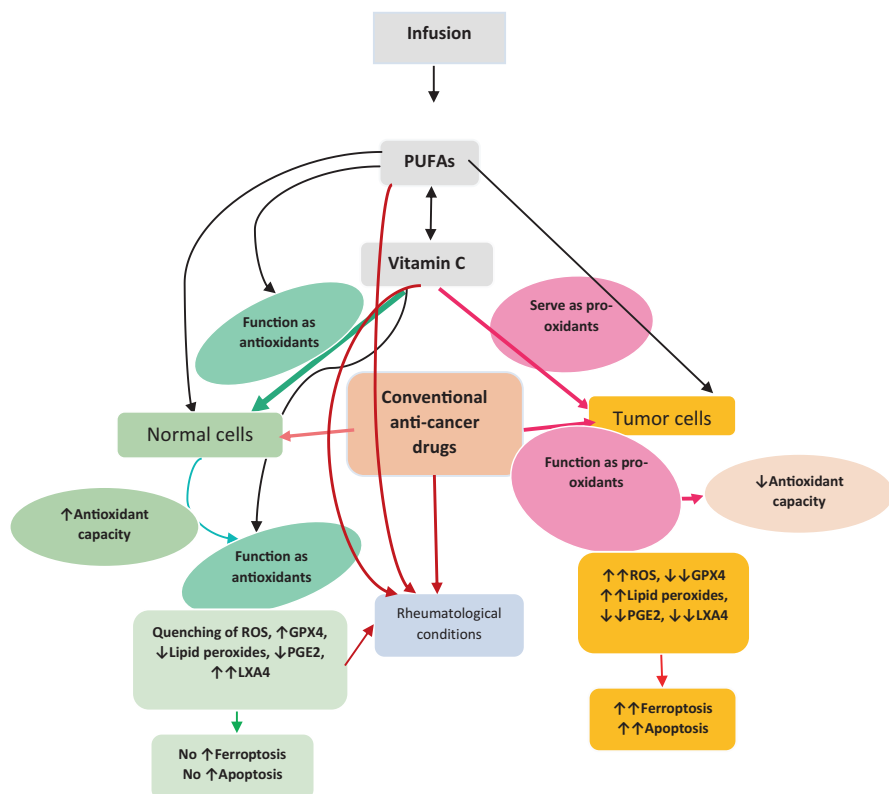 Infusion
PUFAs
Vitamin C
Function as
antioxidants
Serve as pro-
oxidants
Conventional
anti-cancer
drugs
Normal cells
Tumor cells
Function as pro-
oxidants
↓Antioxidant
capacity
↑Antioxidant
capacity
Function as
antioxidants
↑↑ROS, ↓↓GPX4
↑↑Lipid peroxides,
↓↓PGE2, ↓↓LXA4
Rheumatological
conditions
Quenching of ROS, ↑GPX4,
↓Lipid peroxides, ↓PGE2,
↑↑LXA4
↑↑Ferroptosis
↑↑Apoptosis
No ↑Ferroptosis
No ↑Apoptosis